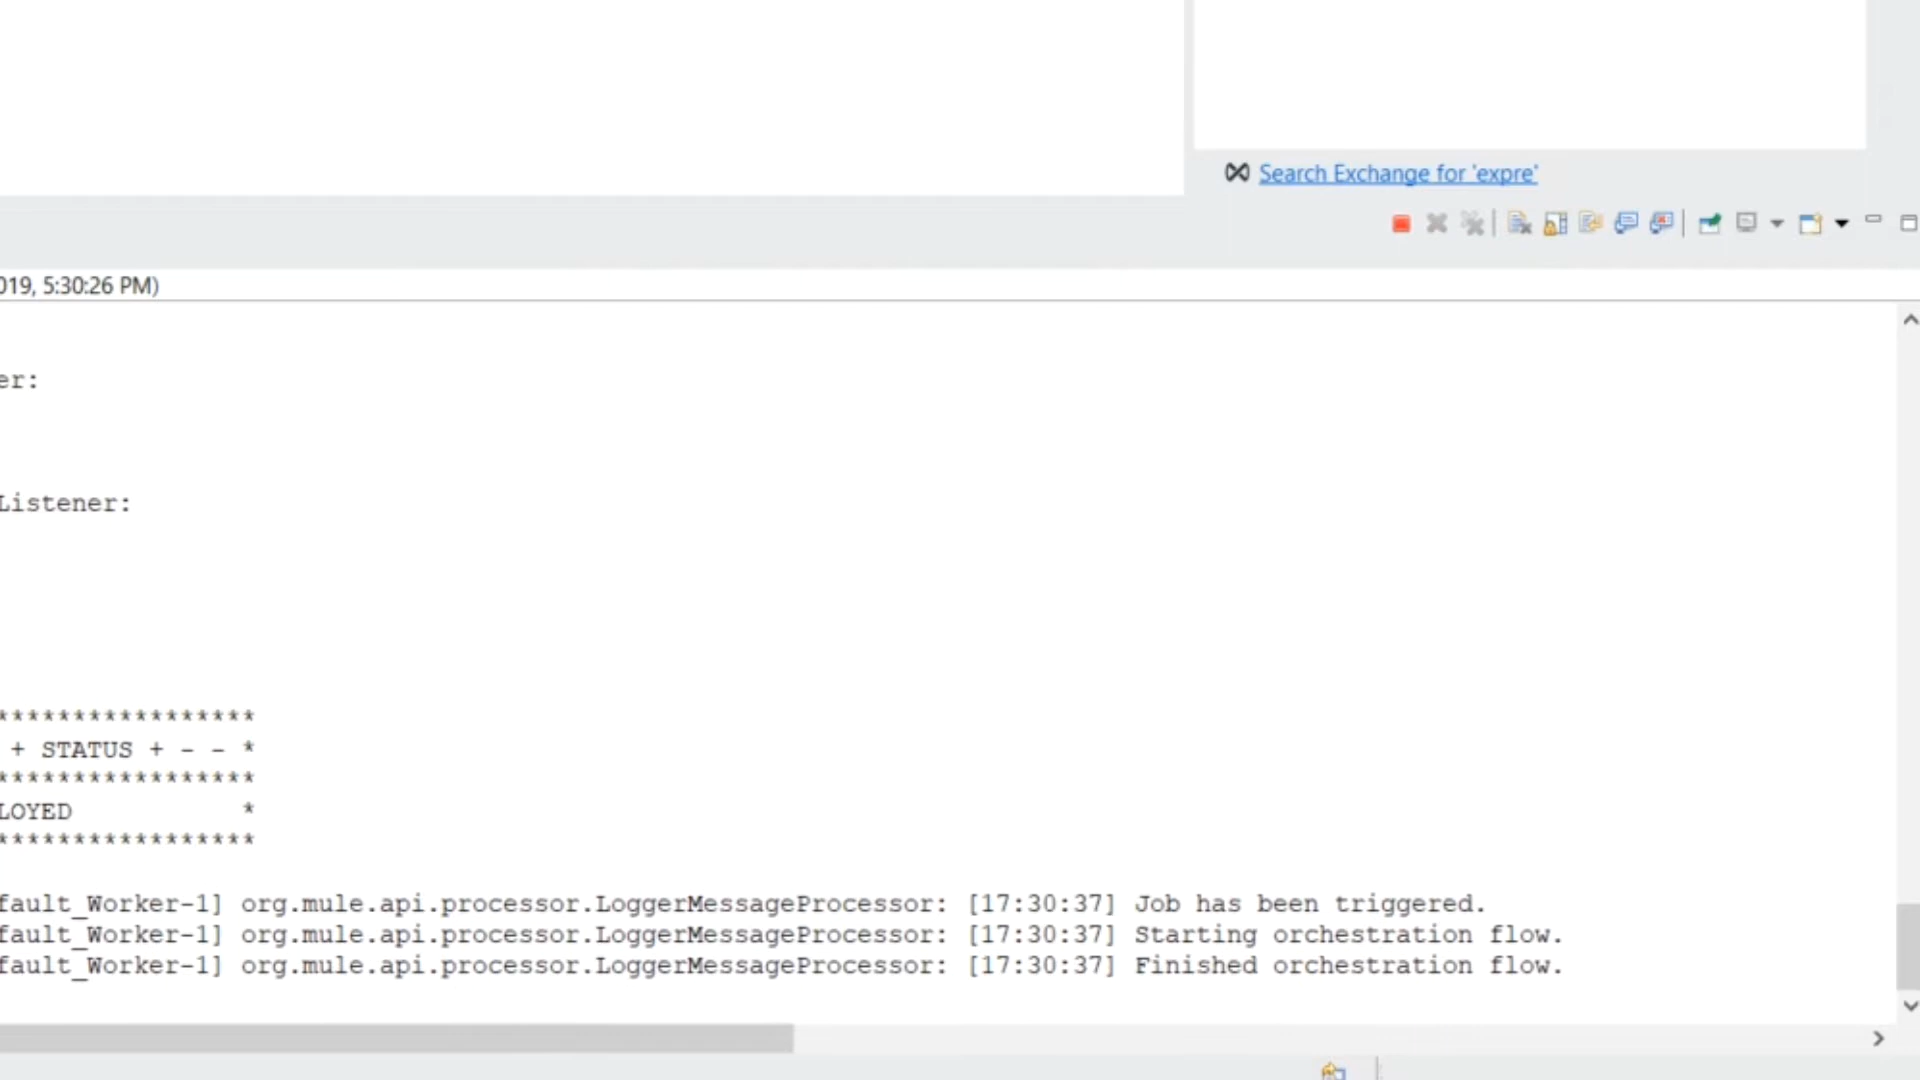 Search Exchange for 'expre'
019, 5:30:26 PM)
er:
Listener:
*****************
+ STATUS + - - *
*****************
LOYED *
*****************
fault_Worker-1] org.mule.api.processor.LoggerMessageProcessor: [17:30:37] Job has been triggered.
fault_Worker-1] org.mule.api.processor.LoggerMessageProcessor: [17:30:37] Starting orchestration flow.
fault_Worker-1] org.mule.api.processor.LoggerMessageProcessor: [17:30:37] Finished orchestration flow.